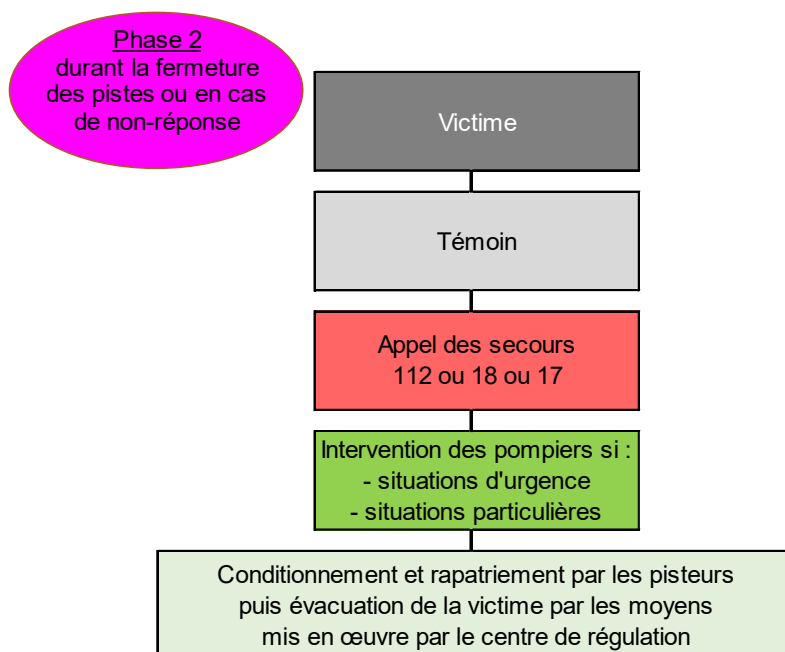 Phase 2
durant la fermeture
des pistes ou en cas
de non-réponse
Victime
Témoin
Appel des secours
112 ou 18 ou 17
Intervention des pompiers si :
- situations d'urgence
- situations particulières
Conditionnement et rapatriement par les pisteurs
puis évacuation de la victime par les moyens
mis en œuvre par le centre de régulation